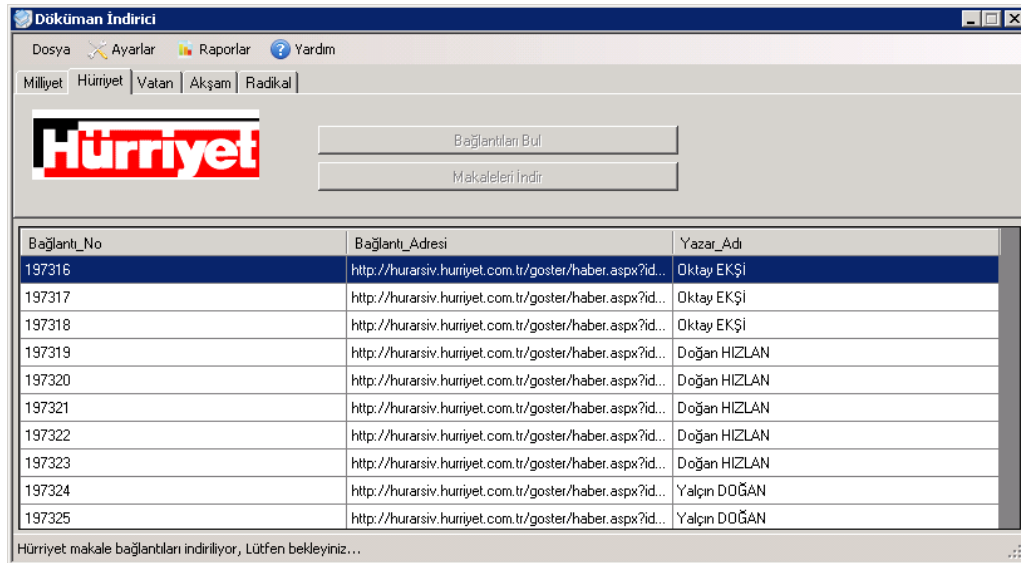 Döküman İndirici
Dosya Ayarlar Raporlar Yardım
Milliyet Hürriyet Vatan Akşam Radikal
Hürriyet
Bağlantıları Bul
Makaleleri İndir
Bağlantı_No Bağlantı_Adresi Yazar_Adı
197316 http://hurarsiv.hurriyet.com.tr/goster/haber.aspx?id... Oktay EKŞİ
197317 http://hurarsiv.hurriyet.com.tr/goster/haber.aspx?id... Oktay EKŞİ
197318 http://hurarsiv.hurriyet.com.tr/goster/haber.aspx?id... Oktay EKŞİ
197319 http://hurarsiv.hurriyet.com.tr/goster/haber.aspx?id... Doğan HIZLAN
197320 http://hurarsiv.hurriyet.com.tr/goster/haber.aspx?id... Doğan HIZLAN
197321 http://hurarsiv.hurriyet.com.tr/goster/haber.aspx?id... Doğan HIZLAN
197322 http://hurarsiv.hurriyet.com.tr/goster/haber.aspx?id... Doğan HIZLAN
197323 http://hurarsiv.hurriyet.com.tr/goster/haber.aspx?id... Doğan HIZLAN
197324 http://hurarsiv.hurriyet.com.tr/goster/haber.aspx?id... Yalçın DOĞAN
197325 http://hurarsiv.hurriyet.com.tr/goster/haber.aspx?id... Yalçın DOĞAN
Hürriyet makale bağlantıları indiriliyor, Lütfen bekleyiniz...